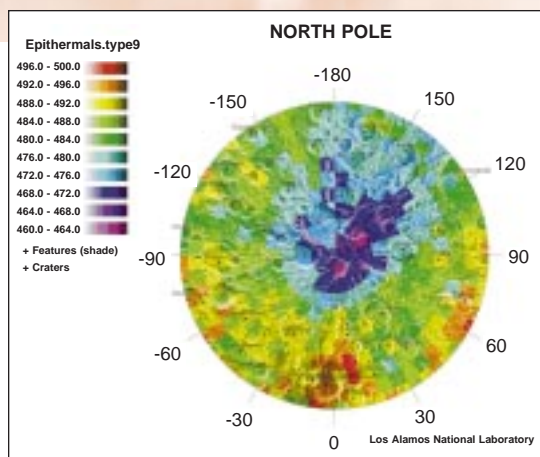 NORTH POLE
Epithermals.type9
496.0 - 500.0
492.0 - 496.0
488.0 - 492.0
484.0 - 488.0
480.0 - 484.0
476.0 - 480.0
472.0 - 476.0
468.0 - 472.0
464.0 - 468.0
460.0 - 464.0
+ Features (shade)
+ Craters
-180
150
120
90
60
30
0
-30
-60
-90
-120
-150
Los Alamos National Laboratory